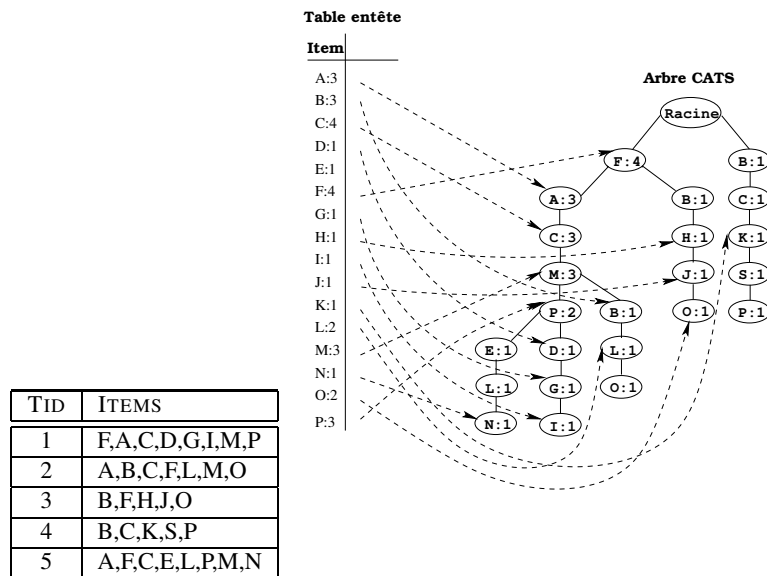 Table entête
Item
A:3
B:3
C:4
D:1
E:1
F:4
G:1
H:1
I:1
J:1
K:1
L:2
M:3
N:1
O:2
P:3
Arbre CATS
Racine
F:4
B:1
A:3
B:1
C:1
C:3
H:1
K:1
M:3
J:1
S:1
P:2
B:1
O:1
P:1
E:1
D:1
L:1
L:1
G:1
O:1
N:1
I:1
TID ITEMS
1 F,A,C,D,G,I,M,P
2 A,B,C,F,L,M,O
3 B,F,H,J,O
4 B,C,K,S,P
5 A,F,C,E,L,P,M,N